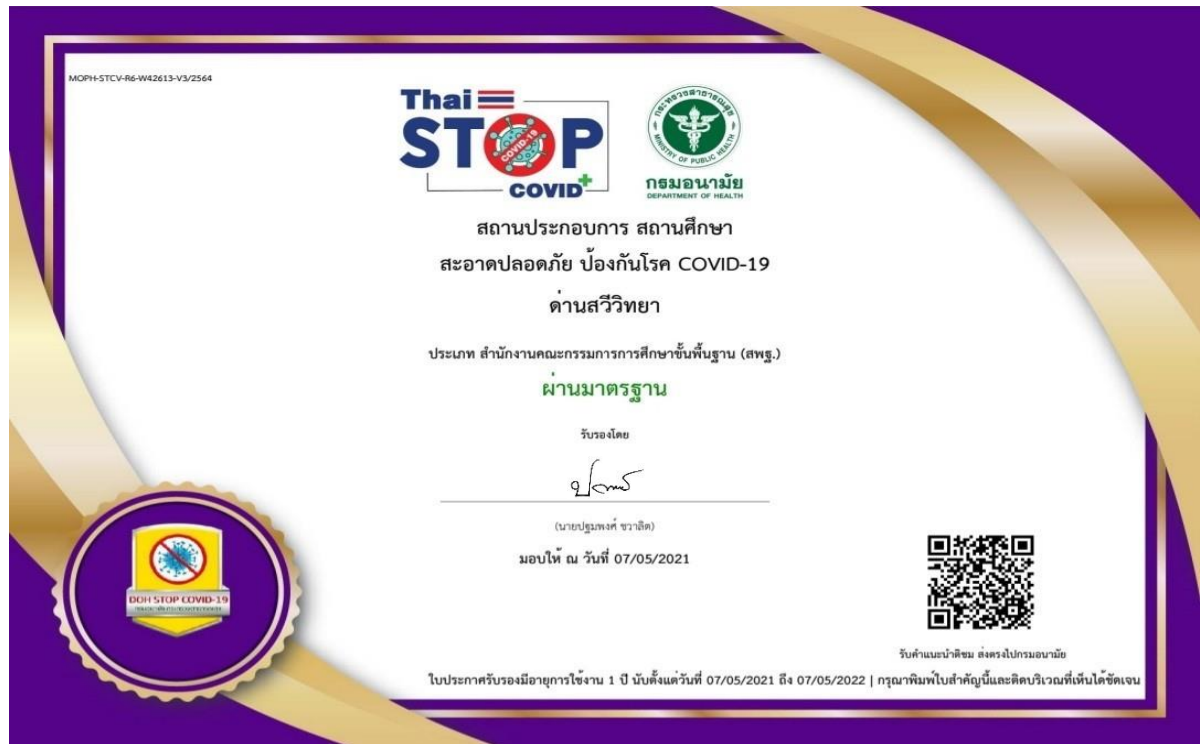 MOPH-STCV-R6-W42613-V3/2564
Thai
STOP
COVID-19
COVID+
กระทรวงสาธารณสุข
MINISTRY OF PUBLIC HEALTH
กรมอนามัย
DEPARTMENT OF HEALTH
สถานประกอบการ สถานศึกษา
สะอาดปลอดภัย ป้องกันโรค COVID-19
ด่านสวีวิทยา
ประเภท สำนักงานคณะกรรมการการศึกษาขั้นพื้นฐาน (สพฐ.)
ผ่านมาตรฐาน
รับรองโดย
(นายปฐมพงศ์ ชวาลิต)
มอบให้ ณ วันที่ 07/05/2021
DOH STOP COVID-19
รับคำแนะนำติชม ส่งตรงไปกรมอนามัย
ใบประกาศรับรองมีอายุการใช้งาน 1 ปี นับตั้งแต่วันที่ 07/05/2021 ถึง 07/05/2022 | กรุณาพิมพ์ใบสำคัญนี้และติดบริเวณที่เห็นได้ชัดเจน